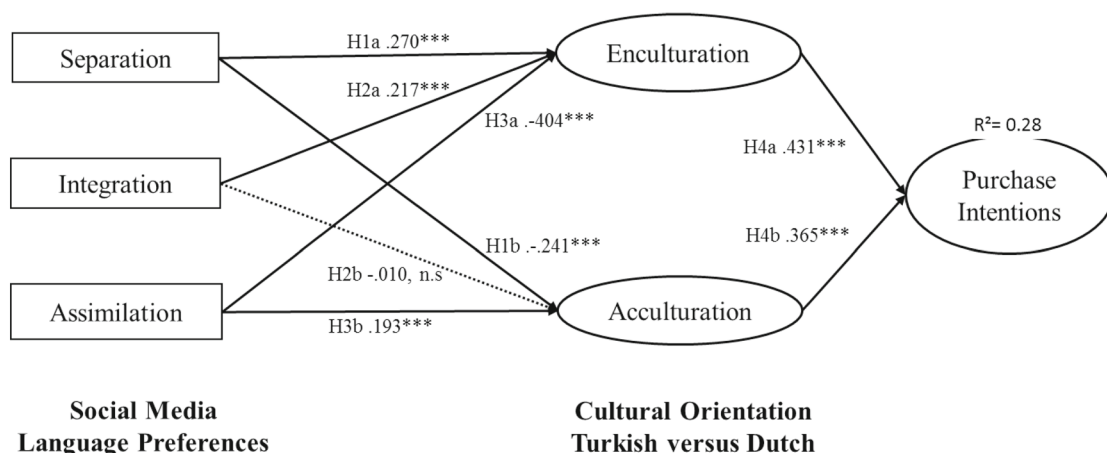 Separation
H1a .270***
Enculturation
H2a .217***
H3a .-404***
R²= 0.28
H4a .431***
Integration
Purchase
Intentions
H4b .365***
H1b .-.241***
H2b -.010, n.s
Assimilation
Acculturation
H3b .193***
Social Media
Language Preferences
Cultural Orientation
Turkish versus Dutch